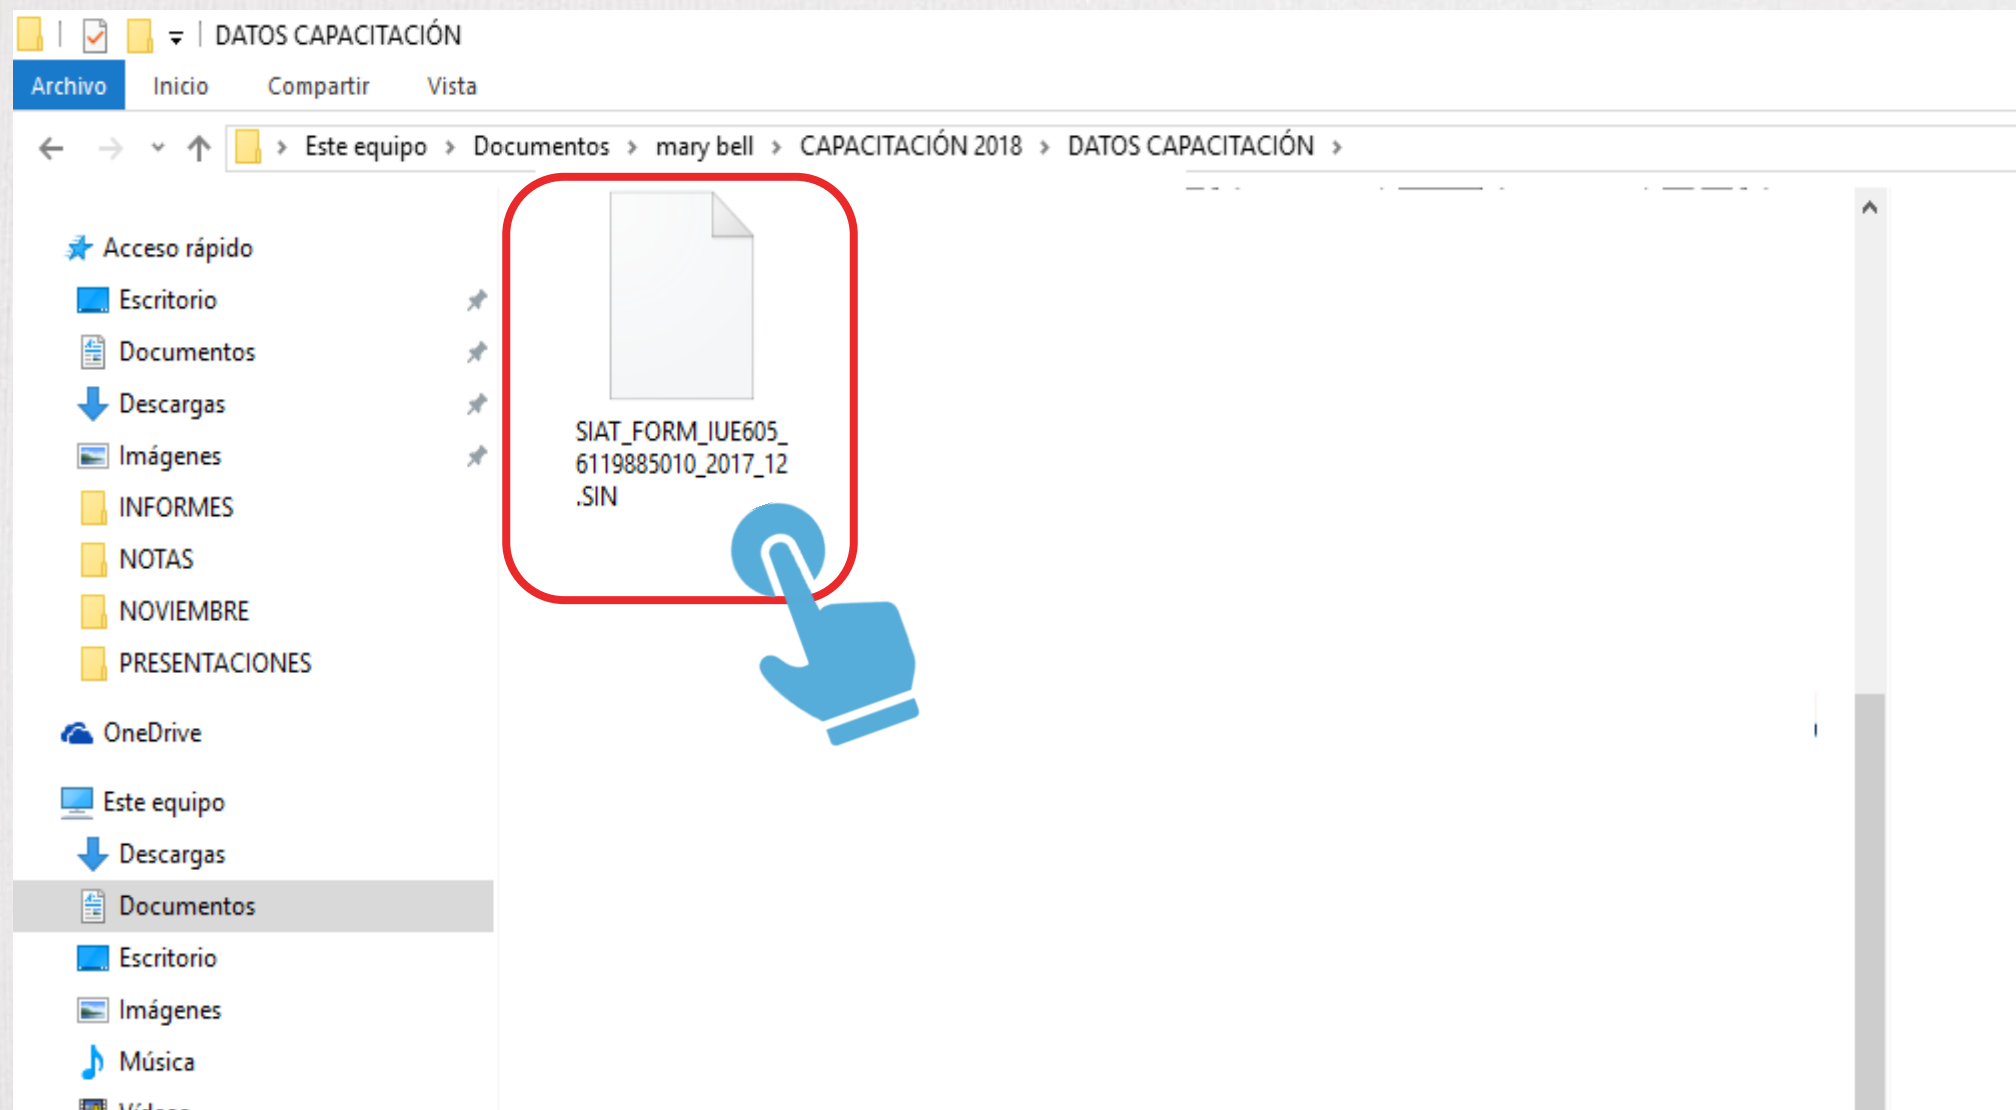 DATOS CAPACITACIÓN
Archivo Inicio Compartir Vista
Este equipo > Documentos > mary bell > CAPACITACIÓN 2018 > DATOS CAPACITACIÓN >
Acceso rápido
Escritorio
Documentos
Descargas
Imágenes
INFORMES
NOTAS
NOVIEMBRE
PRESENTACIONES
OneDrive
Este equipo
Descargas
Documentos
Escritorio
Imágenes
Música
SIAT_FORM_IUE605_
6119885010_2017_12
.SIN